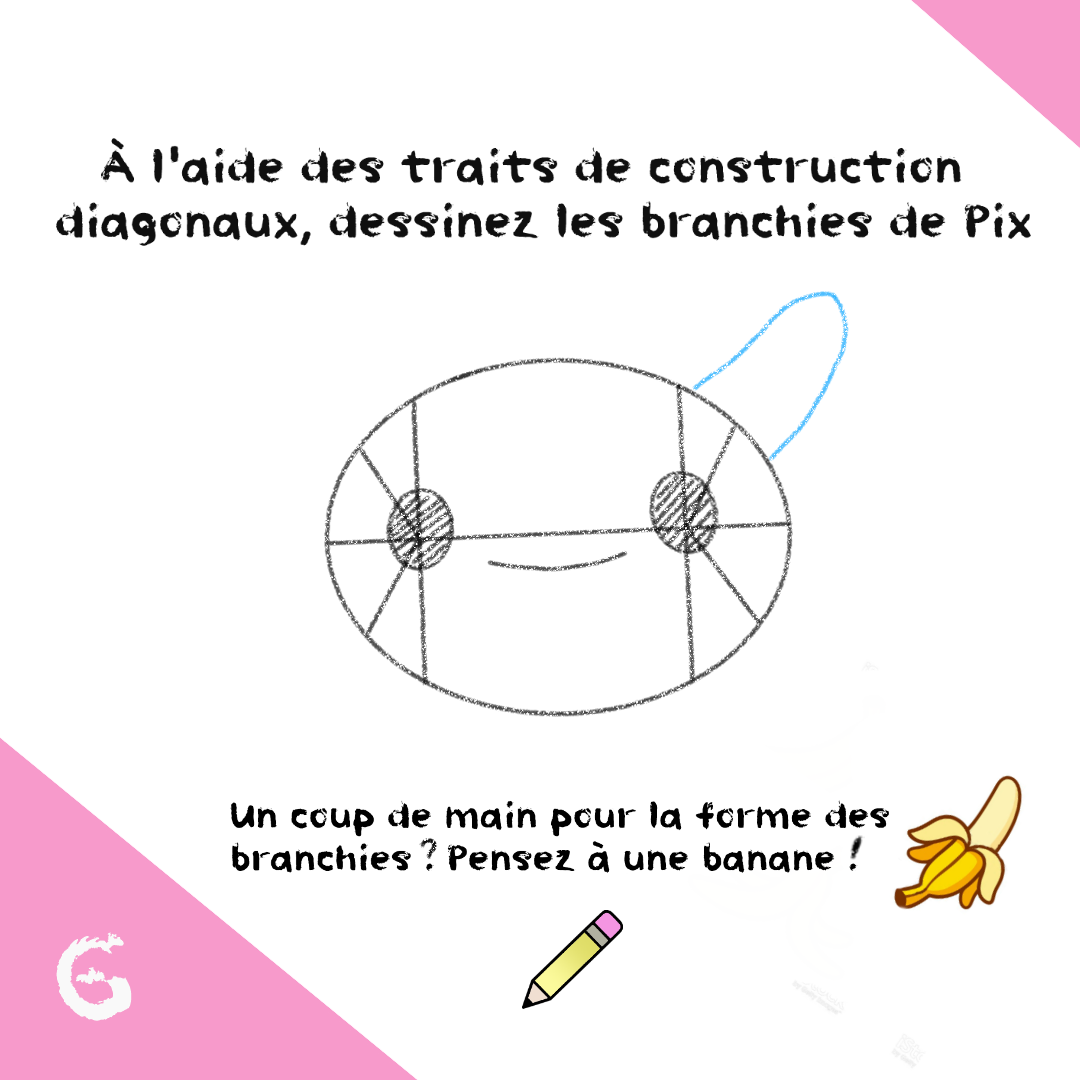 À l'aide des traits de construction
diagonaux, dessinez les branchies de Pix
Un coup de main pour la forme des
branchies ? Pensez à une banane !
G